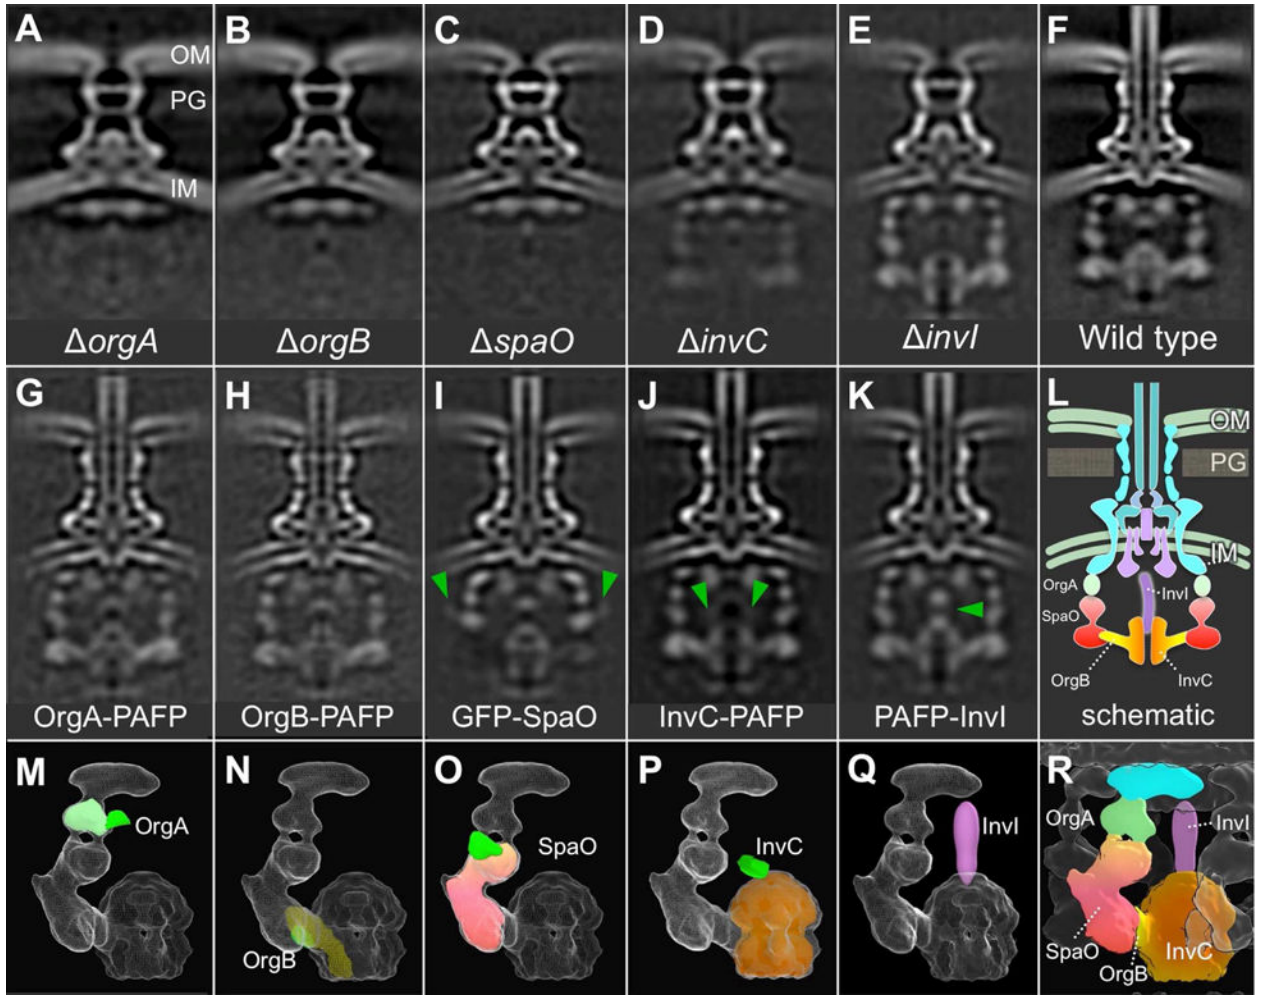 A
B
C
D
E
F
OM
PG
IM
ΔorgA
ΔorgB
ΔspaO
ΔinvC
ΔinvI
Wild type
G
H
I
J
K
L
OM
PG
IM
OrgA
InvI
SpaO
OrgB
InvC
OrgA-PAFP
OrgB-PAFP
GFP-SpaO
InvC-PAFP
PAFP-InvI
schematic
M
N
O
P
Q
R
OrgA
OrgB
SpaO
InvC
InvI
OrgA
InvI
SpaO
OrgB
InvC